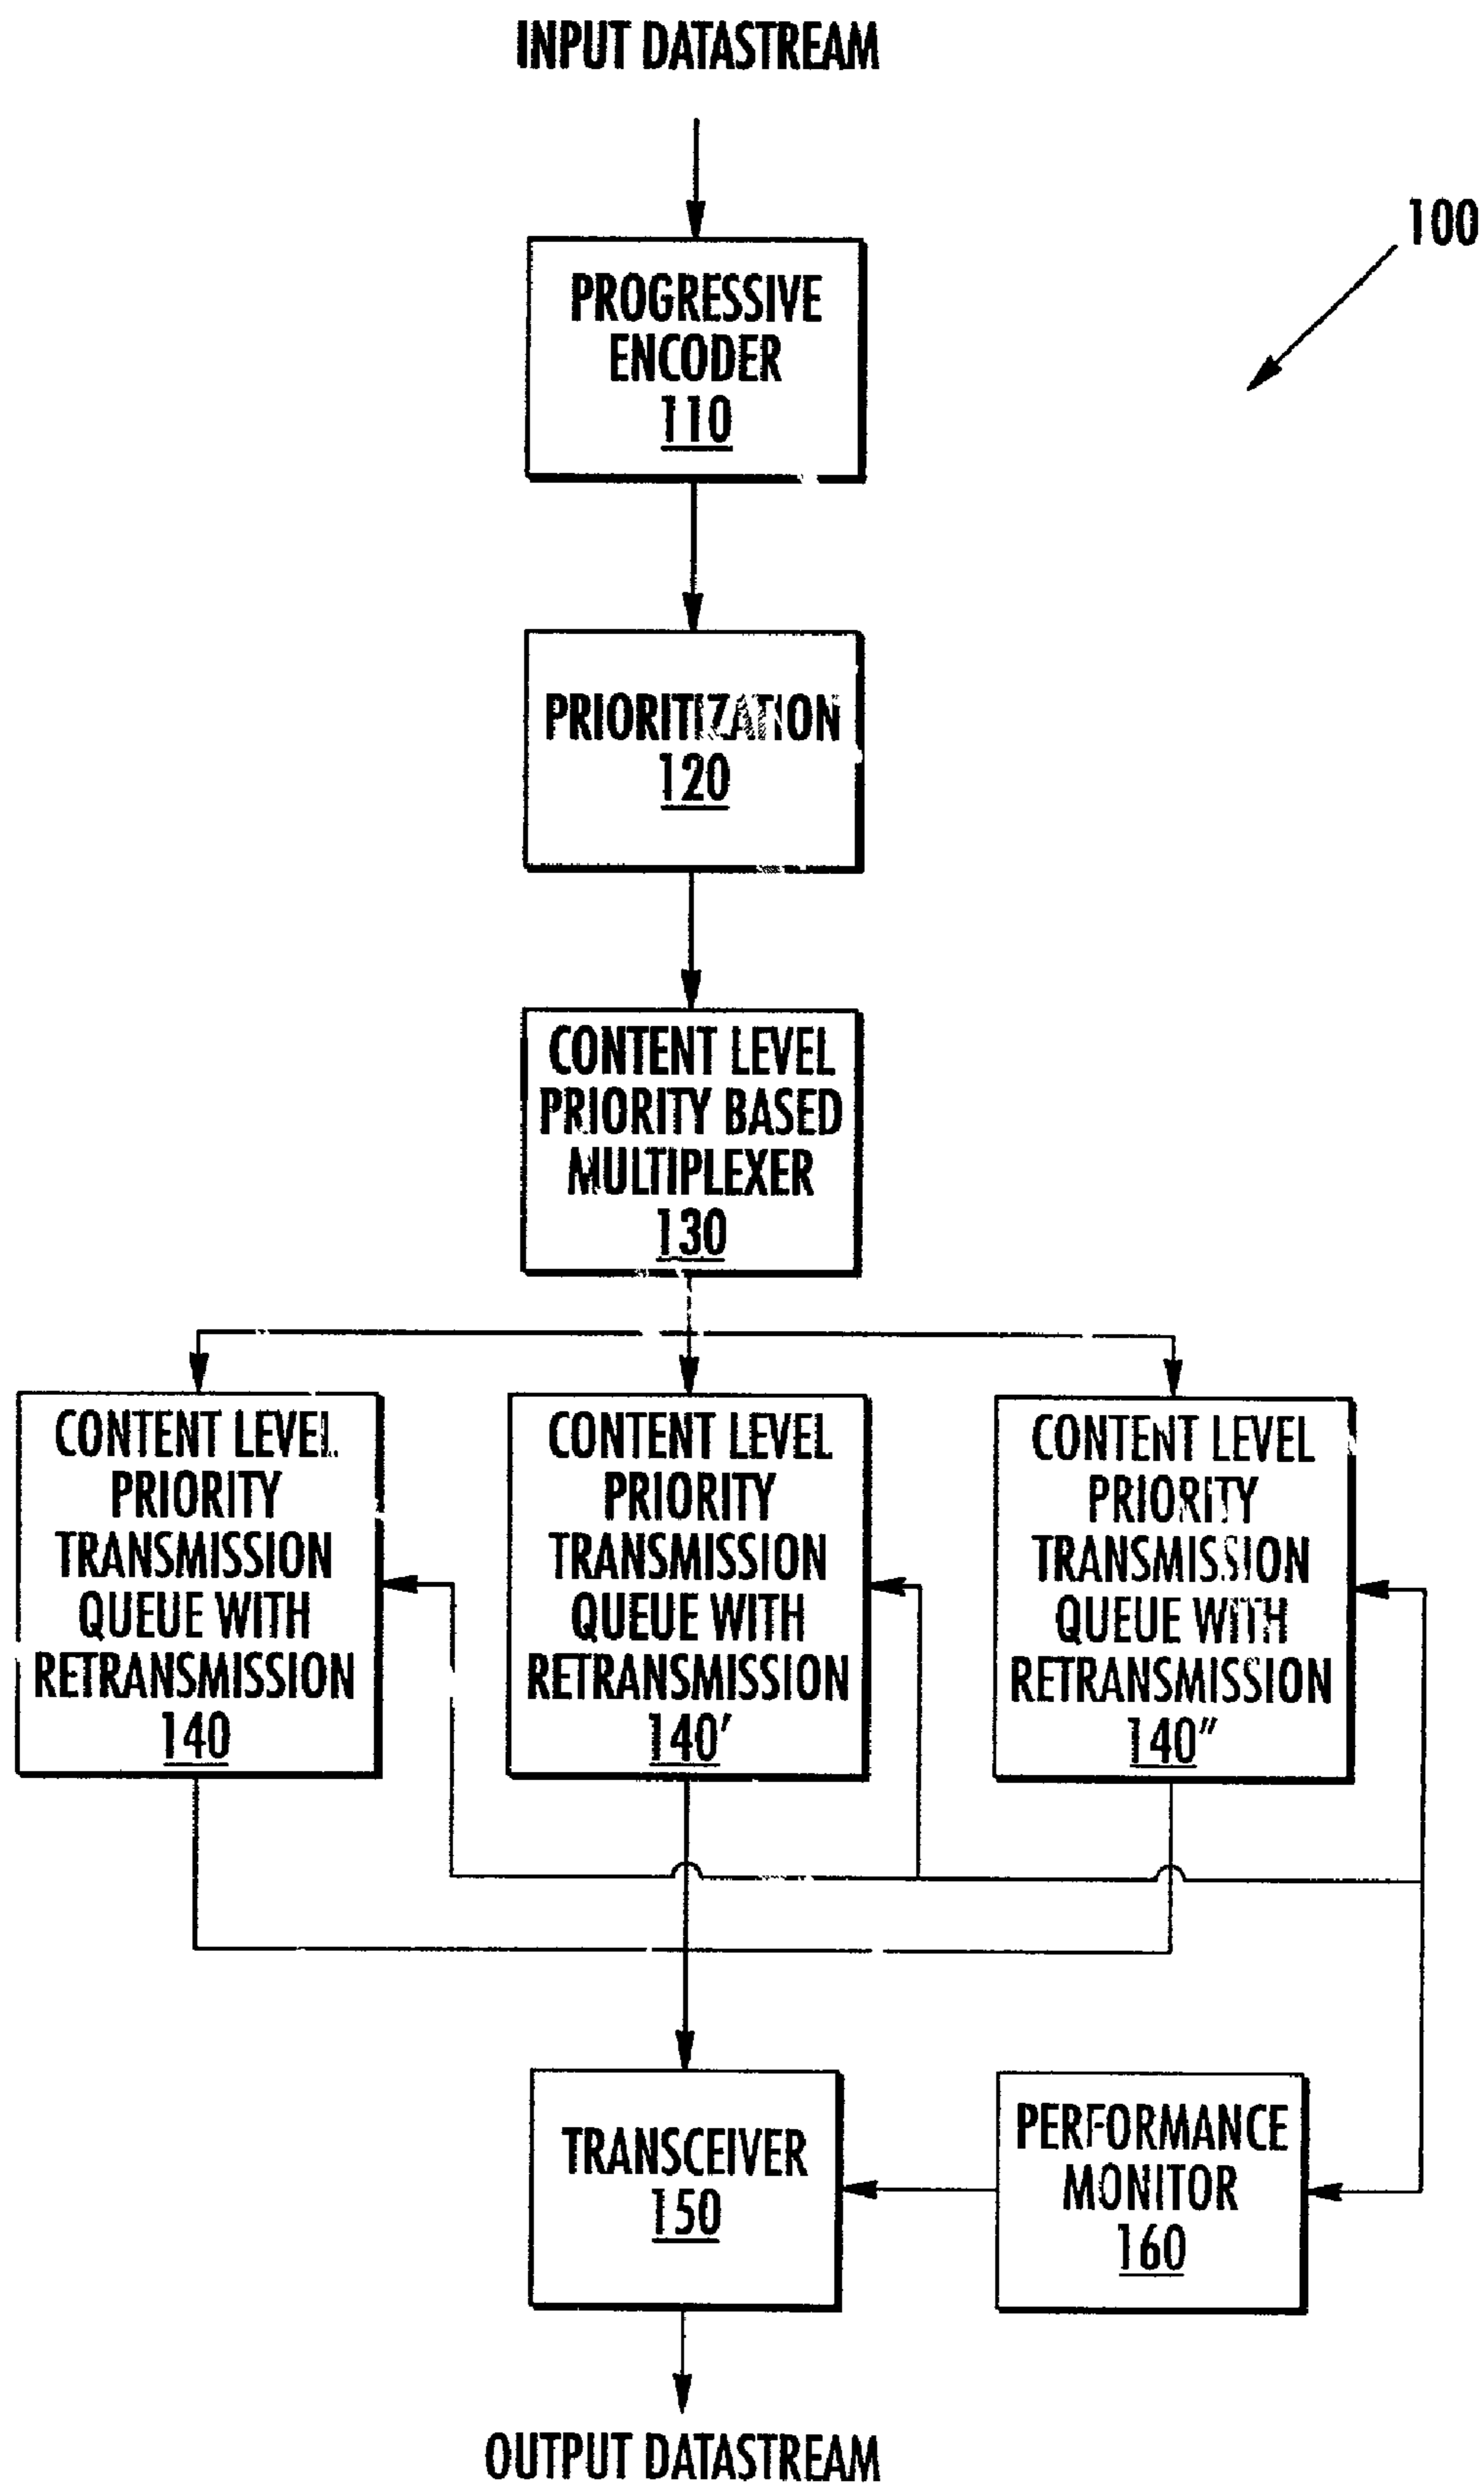 INPUT DATASTREAM
100
PROGRESSIVE
ENCODER
110
PRIORITIZATION
120
CONTENT LEVEL
PRIORITY BASED
MULTIPLEXER
130
CONTENT LEVEL
PRIORITY
TRANSMISSION
QUEUE WITH
RETRANSMISSION
140
CONTENT LEVEL
PRIORITY
TRANSMISSION
QUEUE WITH
RETRANSMISSION
140'
CONTENT LEVEL
PRIORITY
TRANSMISSION
QUEUE WITH
RETRANSMISSION
140"
TRANSCEIVER
150
PERFORMANCE
MONITOR
160
OUTPUT DATASTREAM